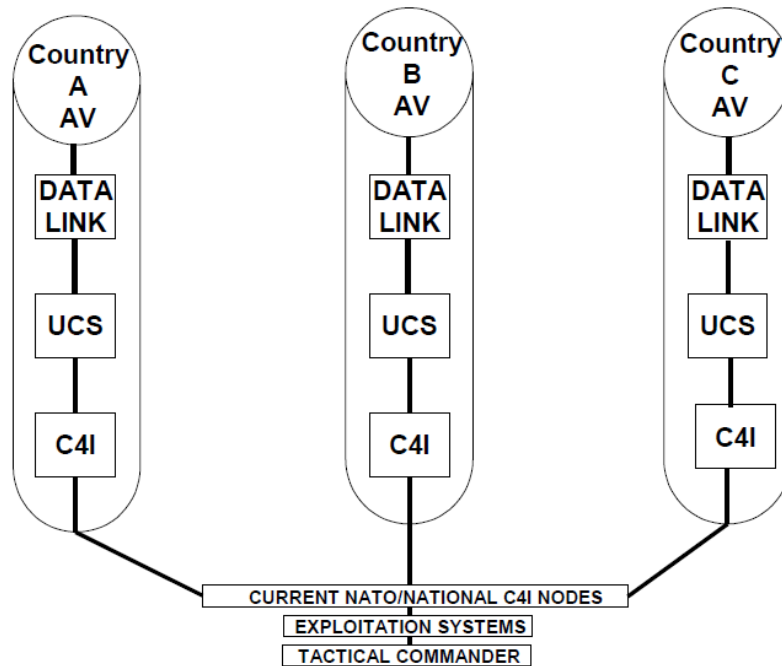 Country
A
AV
DATA
LINK
UCS
C4I
Country
B
AV
DATA
LINK
UCS
C4I
Country
C
AV
DATA
LINK
UCS
C4I
CURRENT NATO/NATIONAL C4I NODES
EXPLOITATION SYSTEMS
TACTICAL COMMANDER